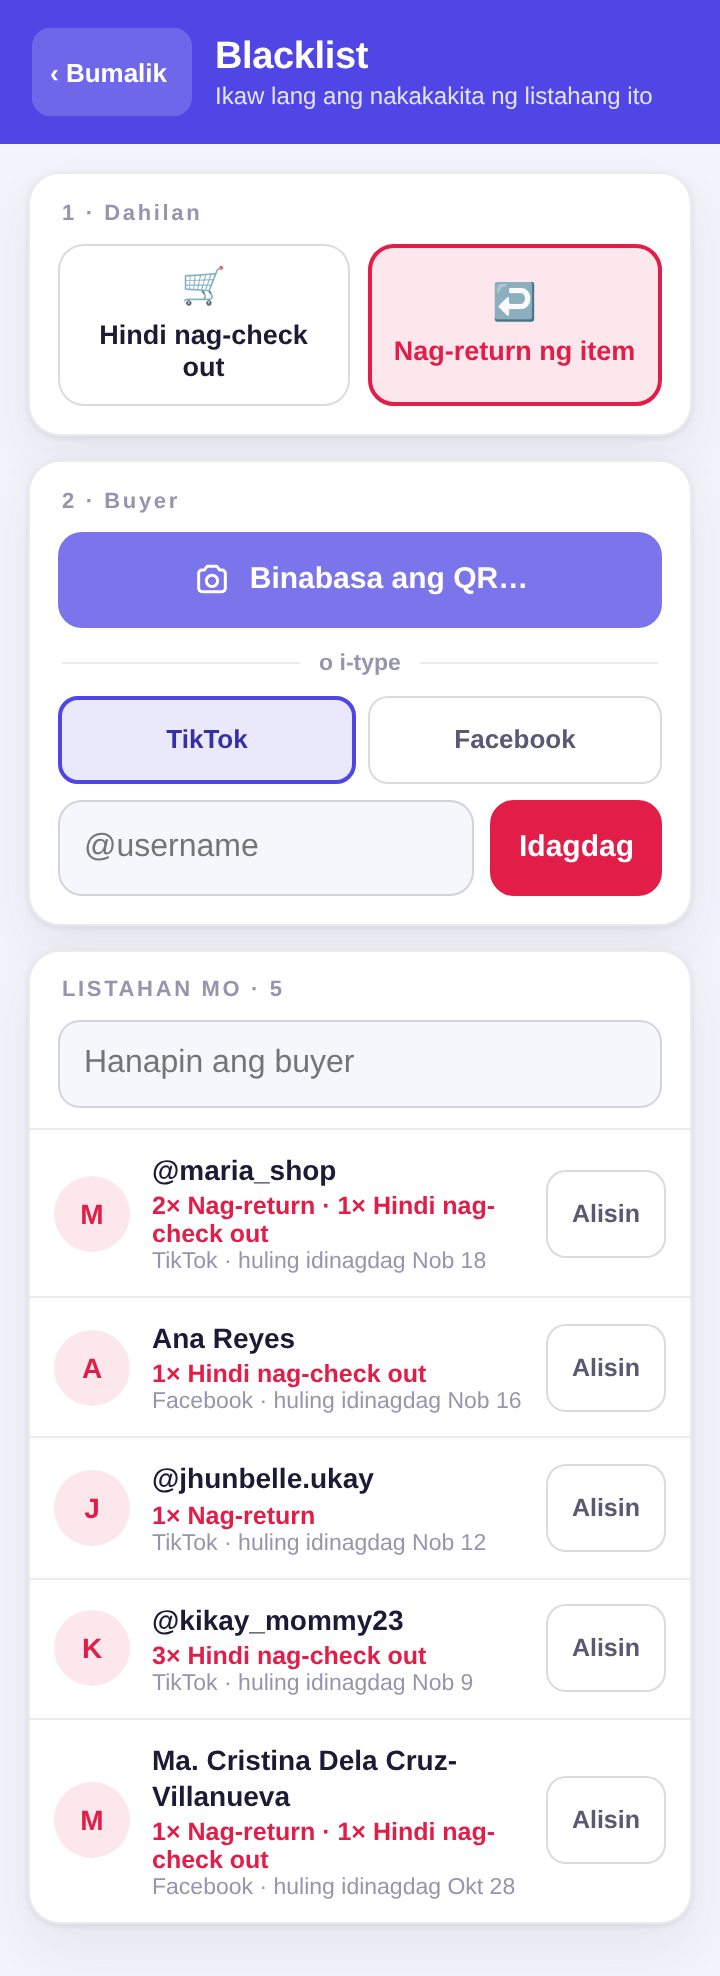 ‹ Bumalik
Blacklist
Ikaw lang ang nakakakita ng listahang ito
1 · Dahilan
Hindi nag-check
out
Nag-return ng item
2 · Buyer
Binabasa ang QR…
o i-type
TikTok
Facebook
@username
Idagdag
LISTAHAN MO · 5
Hanapin ang buyer
M
@maria_shop
2× Nag-return · 1× Hindi nag-
check out
TikTok · huling idinagdag Nob 18
Alisin
A
Ana Reyes
1× Hindi nag-check out
Facebook · huling idinagdag Nob 16
Alisin
J
@jhunbelle.ukay
1× Nag-return
TikTok · huling idinagdag Nob 12
Alisin
K
@kikay_mommy23
3× Hindi nag-check out
TikTok · huling idinagdag Nob 9
Alisin
M
Ma. Cristina Dela Cruz-
Villanueva
1× Nag-return · 1× Hindi nag-
check out
Facebook · huling idinagdag Okt 28
Alisin